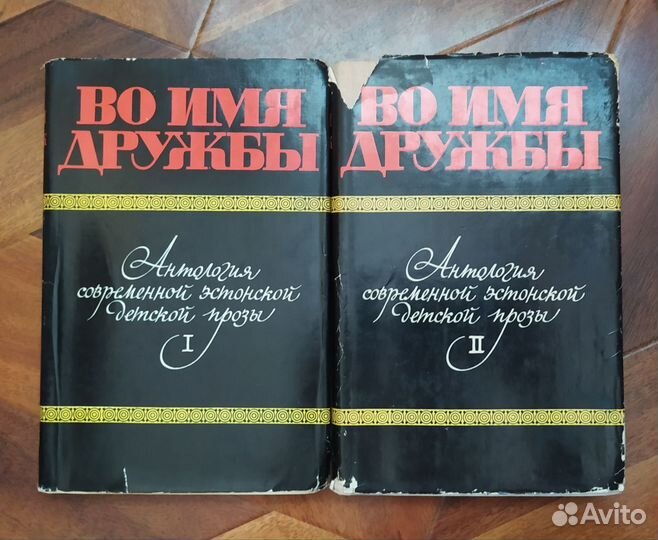 ВО ИМЯ
ДРУЖБЫ
Антология
современной эстонской
детской прозы
I
ВО ИМЯ
ДРУЖБЫ
Антология
современной эстонской
детской прозы
II
Avito